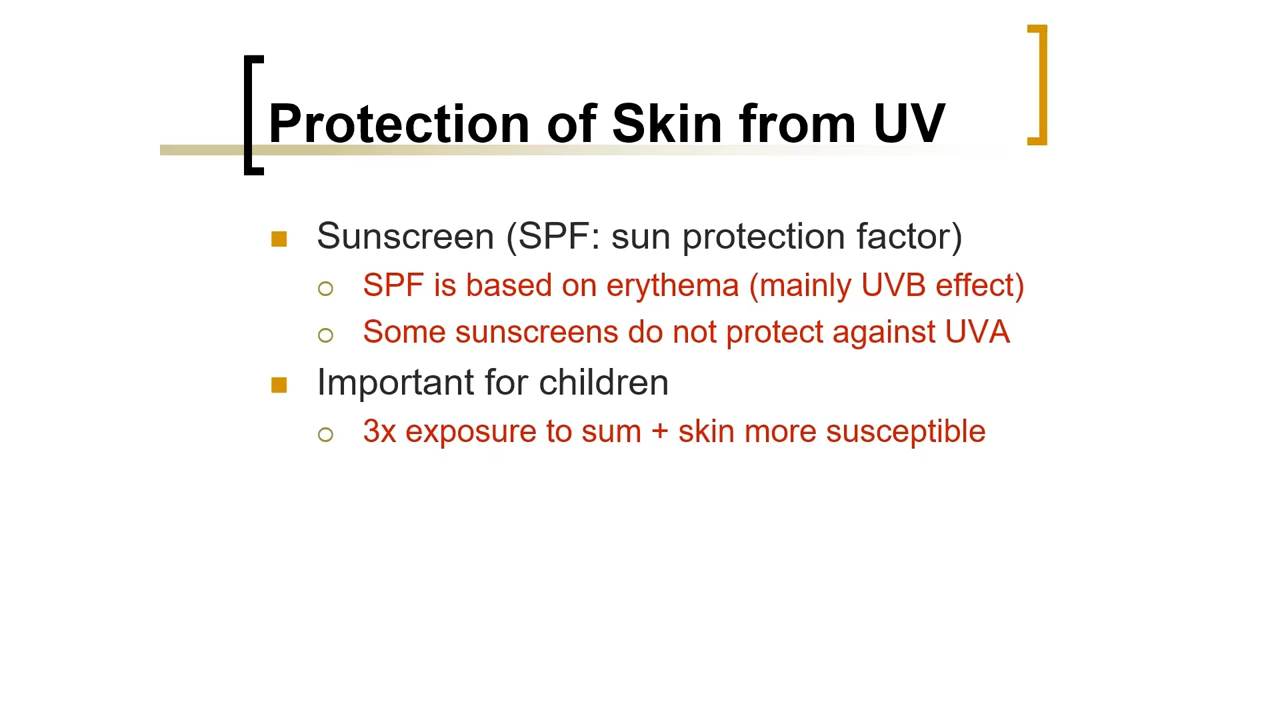 Protection of Skin from UV
Sunscreen (SPF: sun protection factor)
SPF is based on erythema (mainly UVB effect)
Some sunscreens do not protect against UVA
Important for children
3x exposure to sum + skin more susceptible